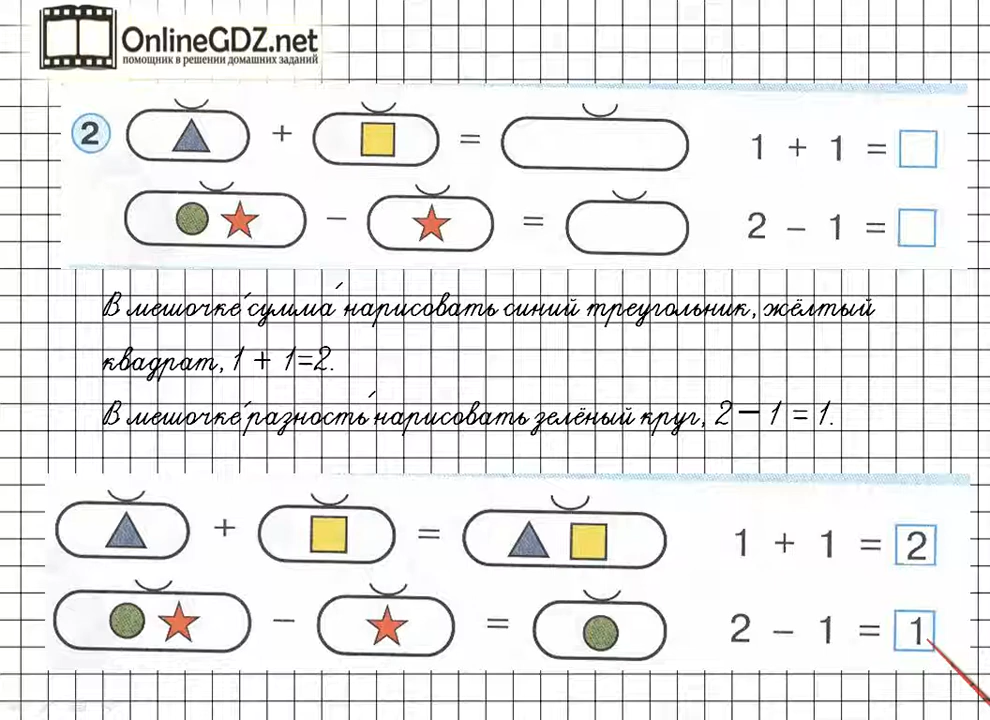 OnlineGDZ.net
помощник в решении домашних заданий
2
+ = 1 + 1 =
− = 2 − 1 =
В мешочке "сумма" нарисовать синий треугольник, жёлтый
квадрат, 1 + 1=2.
В мешочке "разность" нарисовать зелёный круг, 2 − 1 = 1.
+ = 1 + 1 = 2
− = 2 − 1 = 1